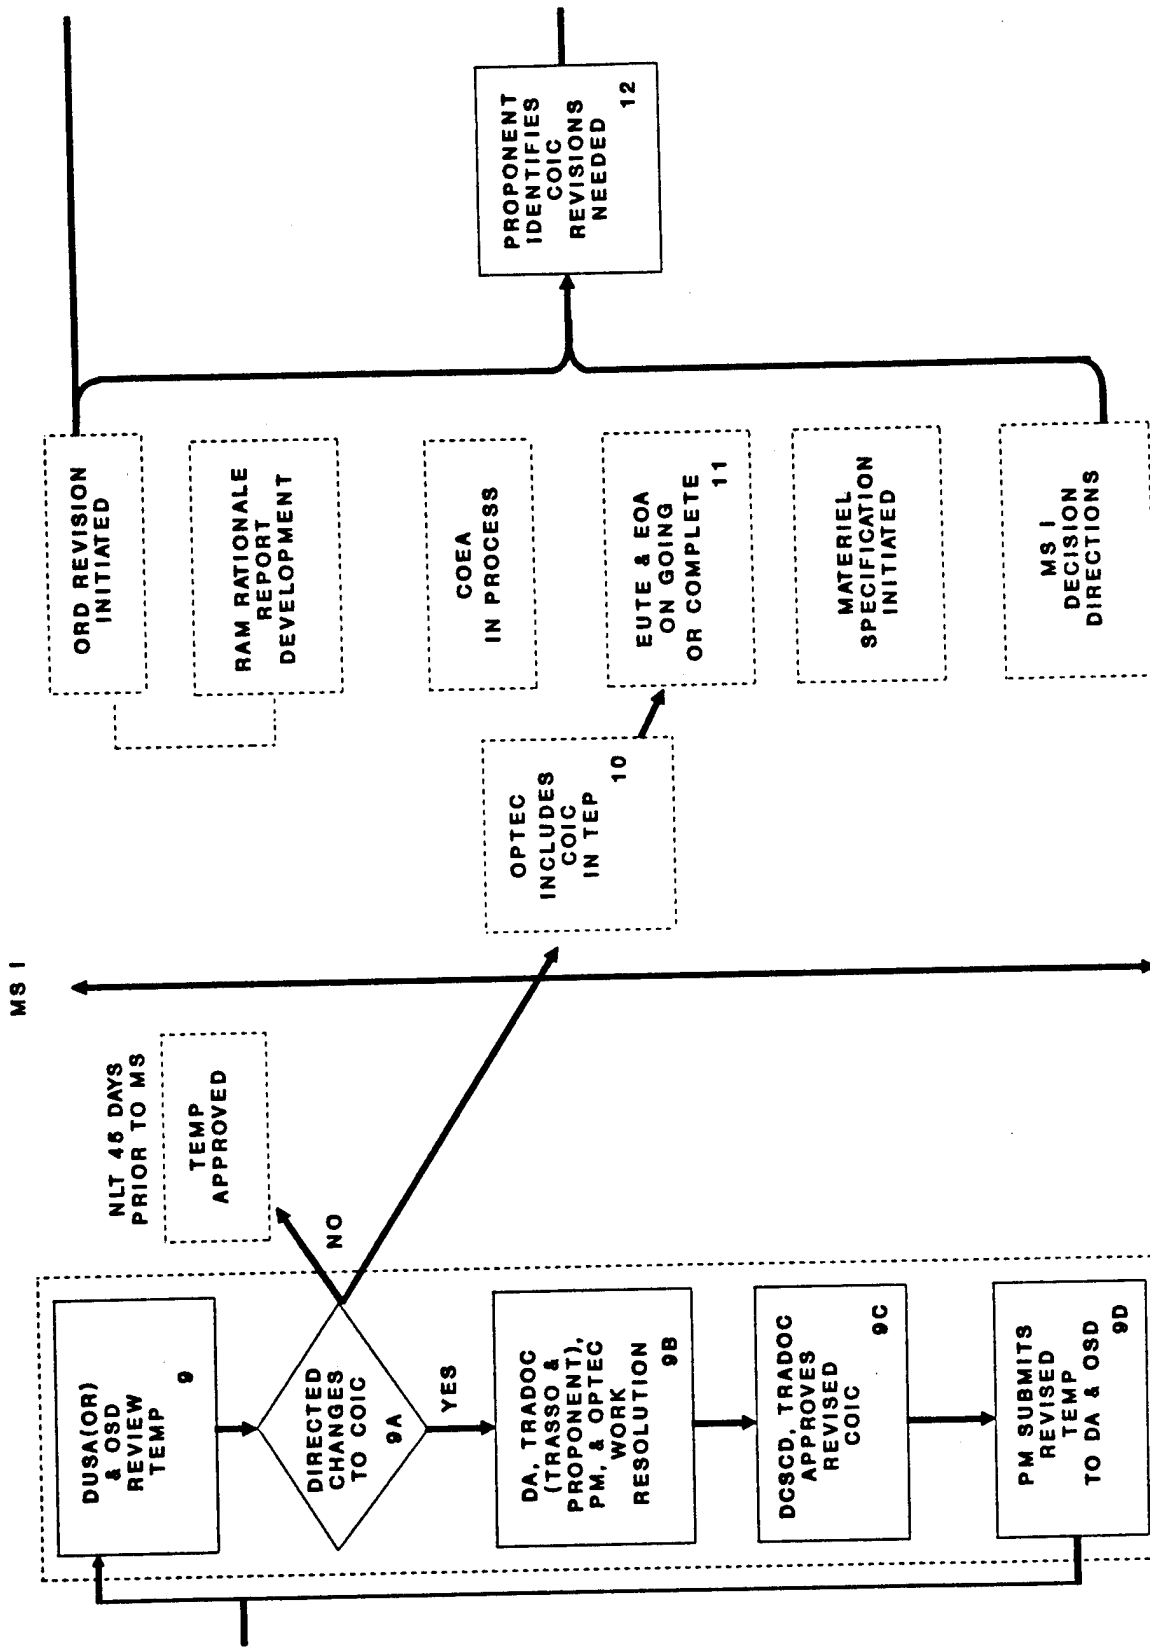 MS I
NLT 45 DAYS
PRIOR TO MS
DUSA(OR)
& OSD
REVIEW
TEMP
9
DIRECTED
CHANGES
TO COIC
9A
NO
YES
TEMP
APPROVED
DA, TRADOC
(TRASSO &
PROPONENT),
PM, & OPTEC
WORK
RESOLUTION
9B
DCSCD, TRADOC
APPROVES
REVISED
COIC
9C
PM SUBMITS
REVISED
TEMP
TO DA & OSD
9D
OPTEC
INCLUDES
COIC
IN TEP
10
ORD REVISION
INITIATED
RAM RATIONALE
REPORT
DEVELOPMENT
COEA
IN PROCESS
EUTE & EOA
ON GOING
OR COMPLETE
11
MATERIEL
SPECIFICATION
INITIATED
MS I
DECISION
DIRECTIONS
PROPONENT
IDENTIFIES
COIC
REVISIONS
NEEDED
12